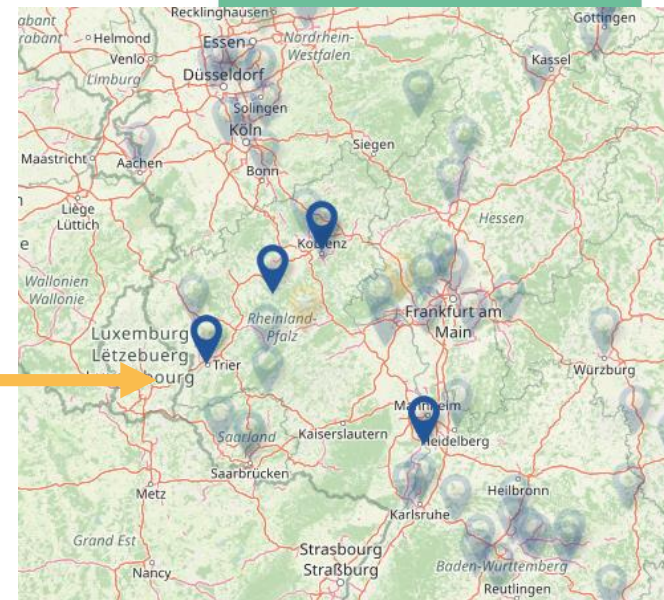 Recklinghausen
Göttingen
abant
rabant
Helmond
Essen
Nordrhein-
Westfalen
Venlo
Kassel
Limburg
Düsseldorf
Solingen
Köln
Siegen
Maastricht
Aachen
Bonn
Liège
Lüttich
Hessen
e
Wallonien
Wallonie
Rheinland-
Pfalz
Frankfurt am
Main
Luxemburg
Lëtzebuerg
Trier
Würzburg
Kaiserslautern
Heidelberg
Saarland
Saarbrücken
Metz
Heilbronn
Karlsruhe
Grand Est
Strasbourg
Straßburg
Baden-Württemberg
Nancy
Reutlingen